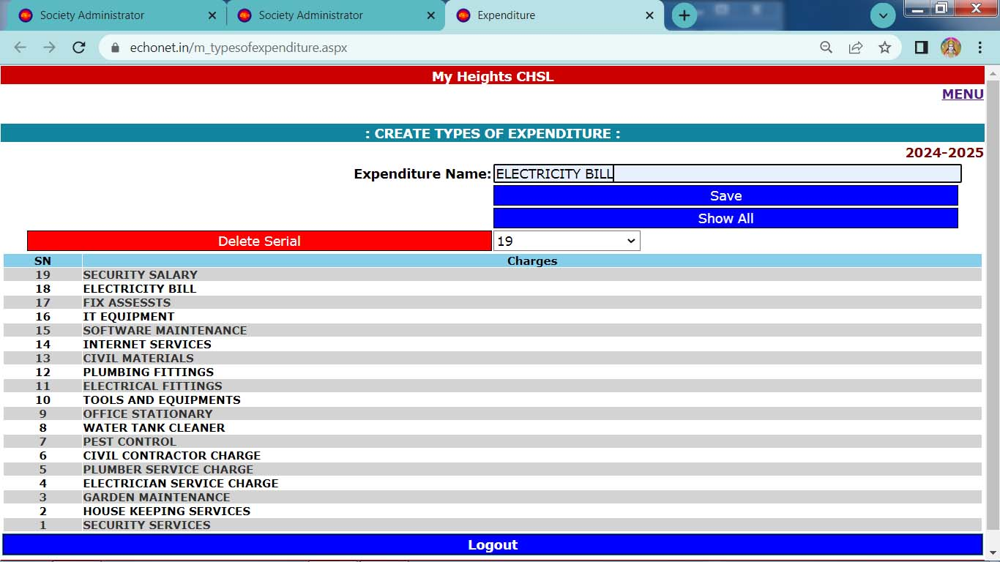 Society Administrator
Society Administrator
Expenditure
echonet.in/m_typesofexpenditure.aspx
My Heights CHSL
MENU
: CREATE TYPES OF EXPENDITURE :
2024-2025
Expenditure Name: ELECTRICITY BILL
Save
Show All
Delete Serial 19
SN Charges
19 SECURITY SALARY
18 ELECTRICITY BILL
17 FIX ASSESSTS
16 IT EQUIPMENT
15 SOFTWARE MAINTENANCE
14 INTERNET SERVICES
13 CIVIL MATERIALS
12 PLUMBING FITTINGS
11 ELECTRICAL FITTINGS
10 TOOLS AND EQUIPMENTS
9 OFFICE STATIONARY
8 WATER TANK CLEANER
7 PEST CONTROL
6 CIVIL CONTRACTOR CHARGE
5 PLUMBER SERVICE CHARGE
4 ELECTRICIAN SERVICE CHARGE
3 GARDEN MAINTENANCE
2 HOUSE KEEPING SERVICES
1 SECURITY SERVICES
Logout